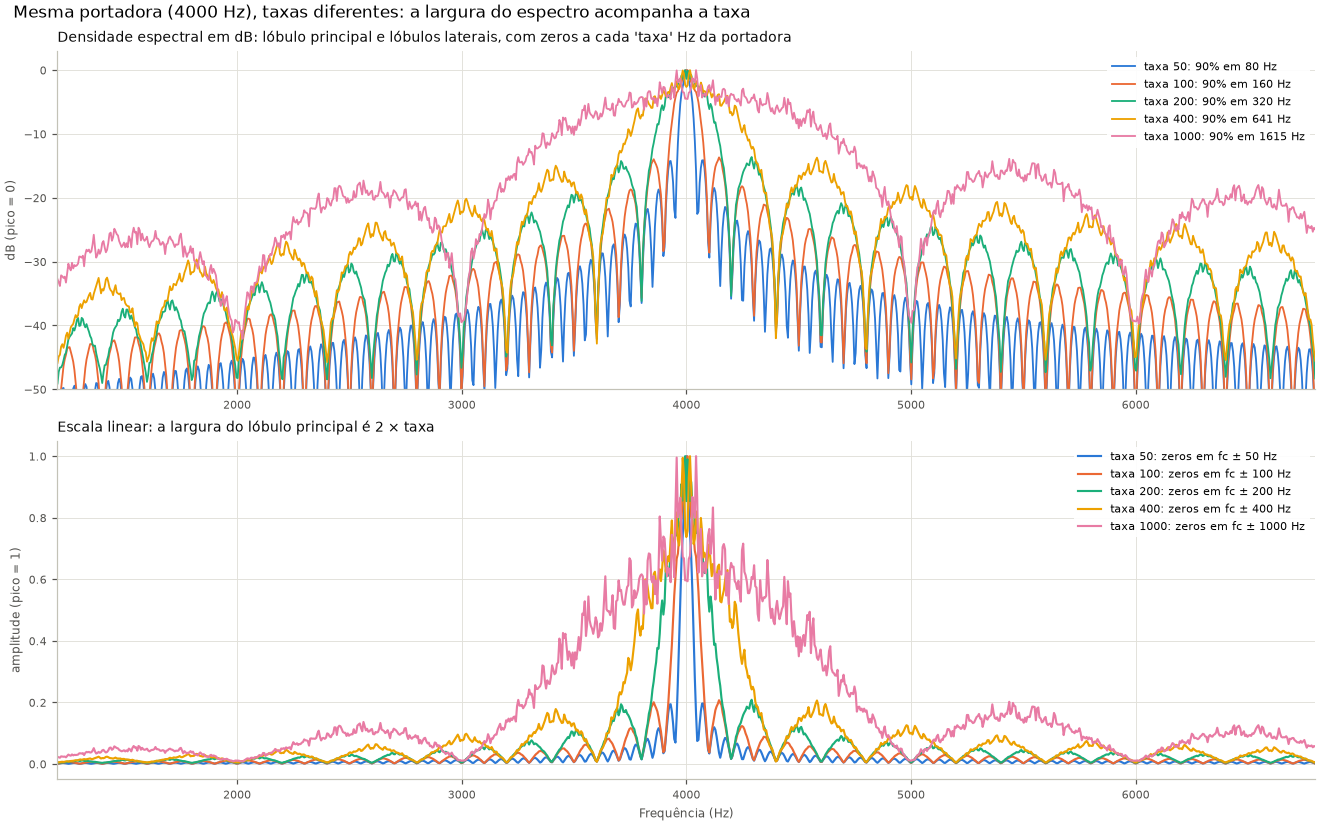 Mesma portadora (4000 Hz), taxas diferentes: a largura do espectro acompanha a taxa
Densidade espectral em dB: lóbulo principal e lóbulos laterais, com zeros a cada 'taxa' Hz da portadora
taxa 50: 90% em 80 Hz
taxa 100: 90% em 160 Hz
taxa 200: 90% em 320 Hz
taxa 400: 90% em 641 Hz
taxa 1000: 90% em 1615 Hz
dB (pico = 0)
0
−10
−20
−30
−40
−50
2000 3000 4000 5000 6000
Escala linear: a largura do lóbulo principal é 2 × taxa
taxa 50: zeros em fc ± 50 Hz
taxa 100: zeros em fc ± 100 Hz
taxa 200: zeros em fc ± 200 Hz
taxa 400: zeros em fc ± 400 Hz
taxa 1000: zeros em fc ± 1000 Hz
amplitude (pico = 1)
1.0
0.8
0.6
0.4
0.2
0.0
2000 3000 4000 5000 6000
Frequência (Hz)